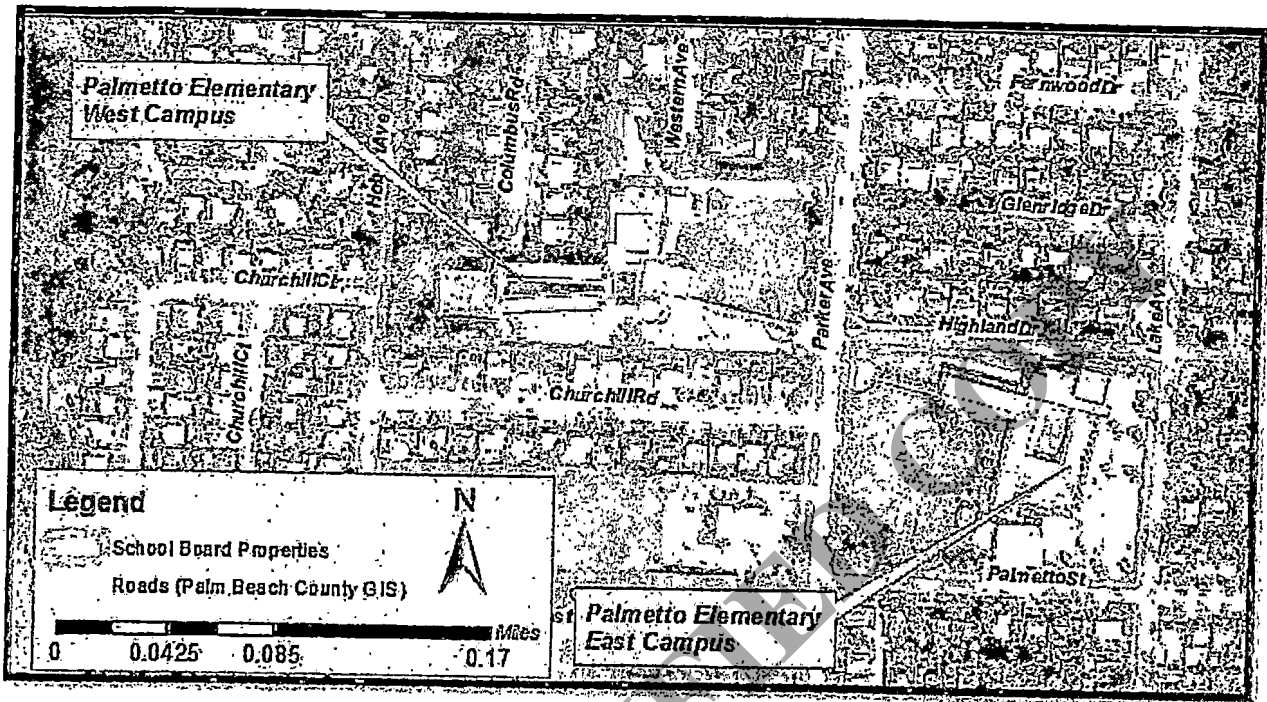 Palmetto Elementary
West Campus
Columbus Rd
Western Ave
Parker Ave
Fernwood Dr
Glenridge Dr
Highland Dr
Lake Ave
Churchill Ct
Churchill Ct
Churchill Rd
Palmetto St
Palmetto Elementary
East Campus
Legend
N
School Board Properties
Roads (Palm Beach County GIS)
Miles
0 0.0425 0.085 0.17